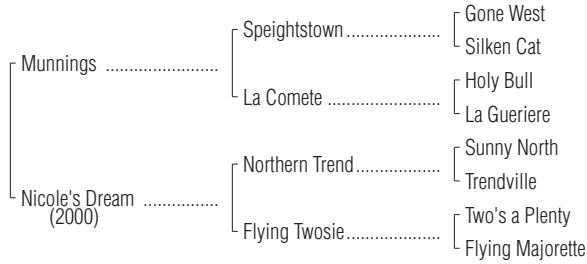 Gone West
Speightstown ....................
Silken Cat
Munnings ........................
Holy Bull
La Comete ........................
La Gueriere
Sunny North
Northern Trend ..................
Trendville
Nicole's Dream ................
(2000)
Two's a Plenty
Flying Twosie ....................
Flying Majorette